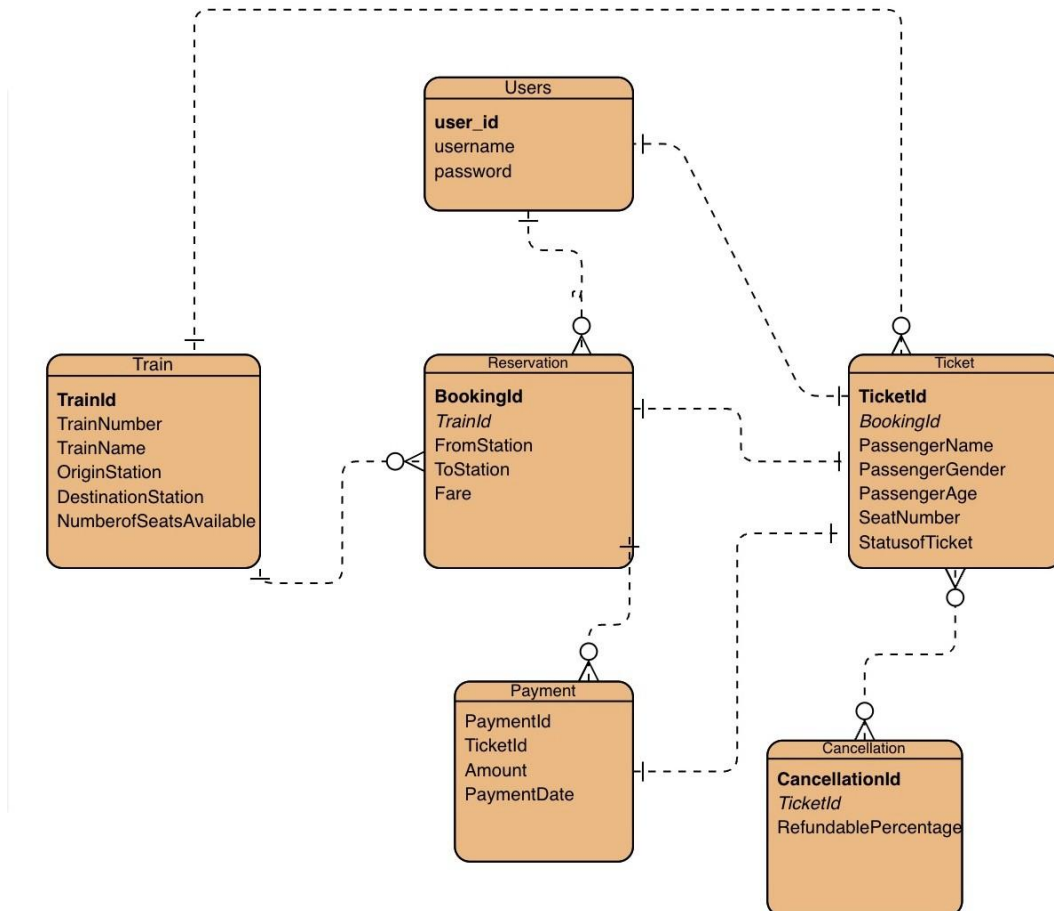 Users
user_id
username
password
Train
TrainId
TrainNumber
TrainName
OriginStation
DestinationStation
NumberofSeatsAvailable
Reservation
BookingId
TrainId
FromStation
ToStation
Fare
Ticket
TicketId
BookingId
PassengerName
PassengerGender
PassengerAge
SeatNumber
StatusofTicket
Payment
PaymentId
TicketId
Amount
PaymentDate
Cancellation
CancellationId
TicketId
RefundablePercentage